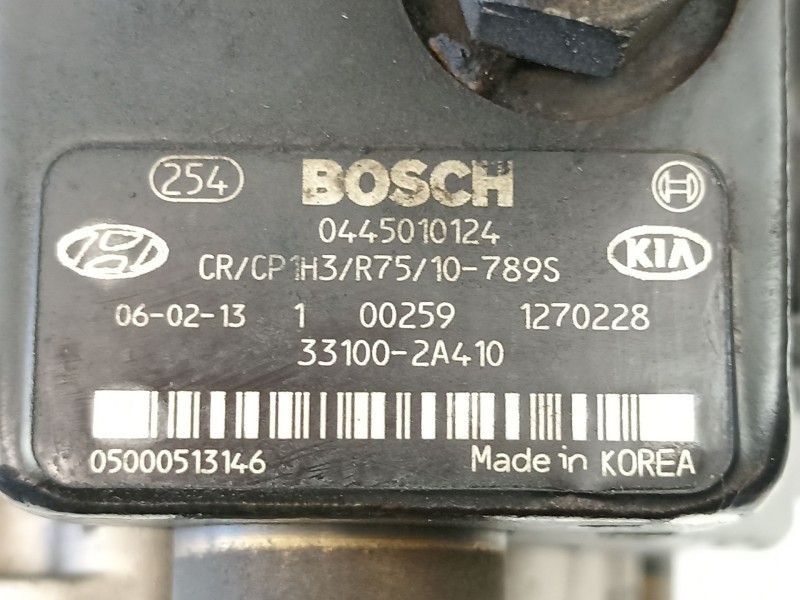 254 BOSCH
0445010124
CR/CP1H3/R75/10-789S KIA
06-02-13 1 00259 1270228
33100-2A410
05000513146 Made in KOREA